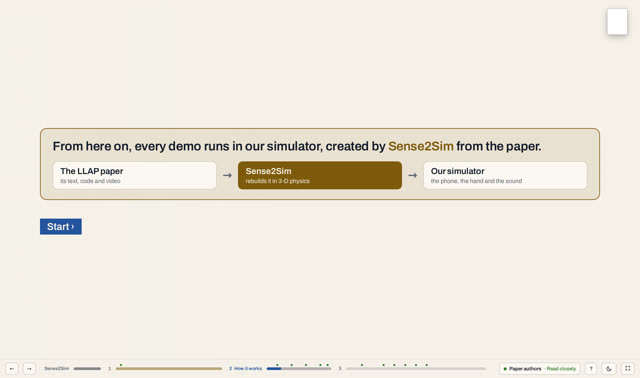 From here on, every demo runs in our simulator, created by Sense2Sim from the paper.
The LLAP paper
its text, code and video
→
Sense2Sim
rebuilds it in 3-D physics
→
Our simulator
the phone, the hand and the sound
Start ›
← → Sense2Sim 1 2 How it works 3 Paper authors · Read closely ?